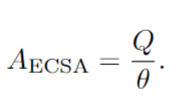 A_ECSA = Q/θ.